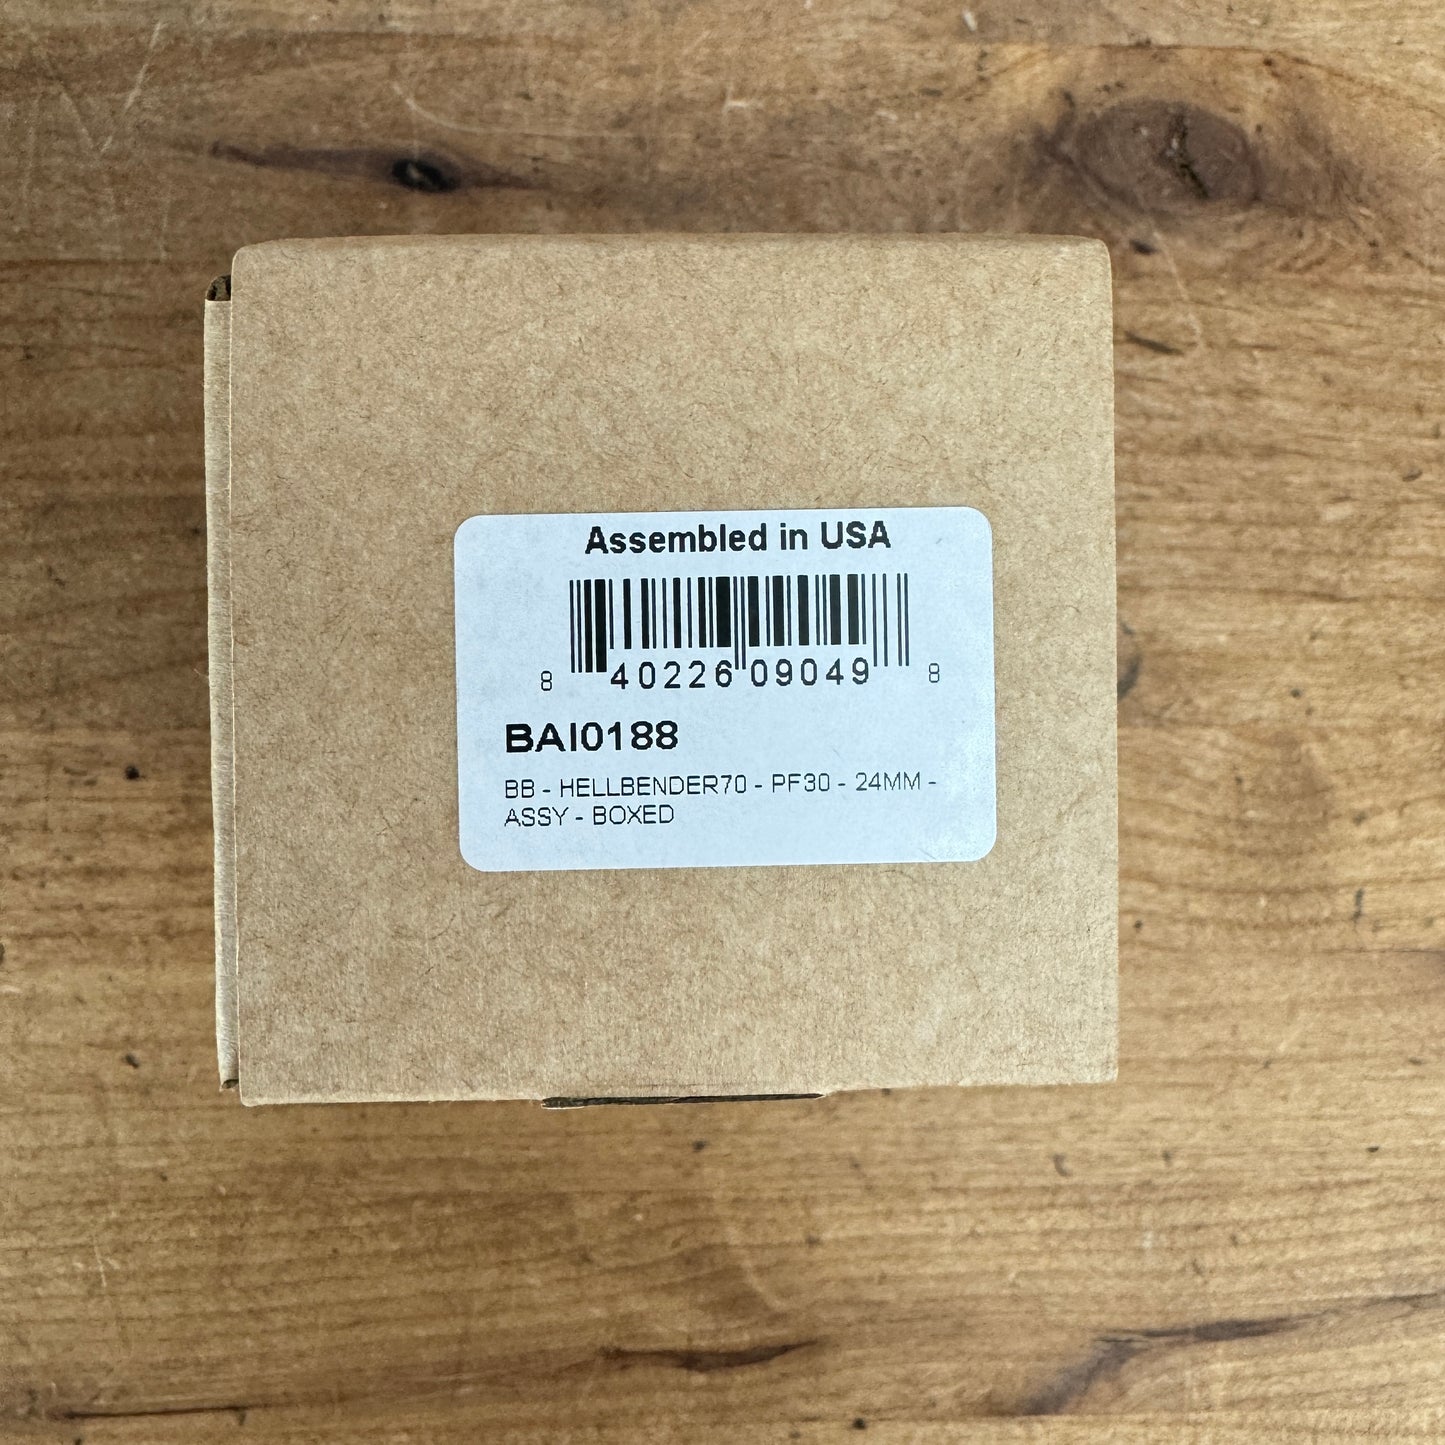 Assembled in USA
8 40226 09049 8
BAI0188
BB - HELLBENDER70 - PF30 - 24MM -
ASSY - BOXED